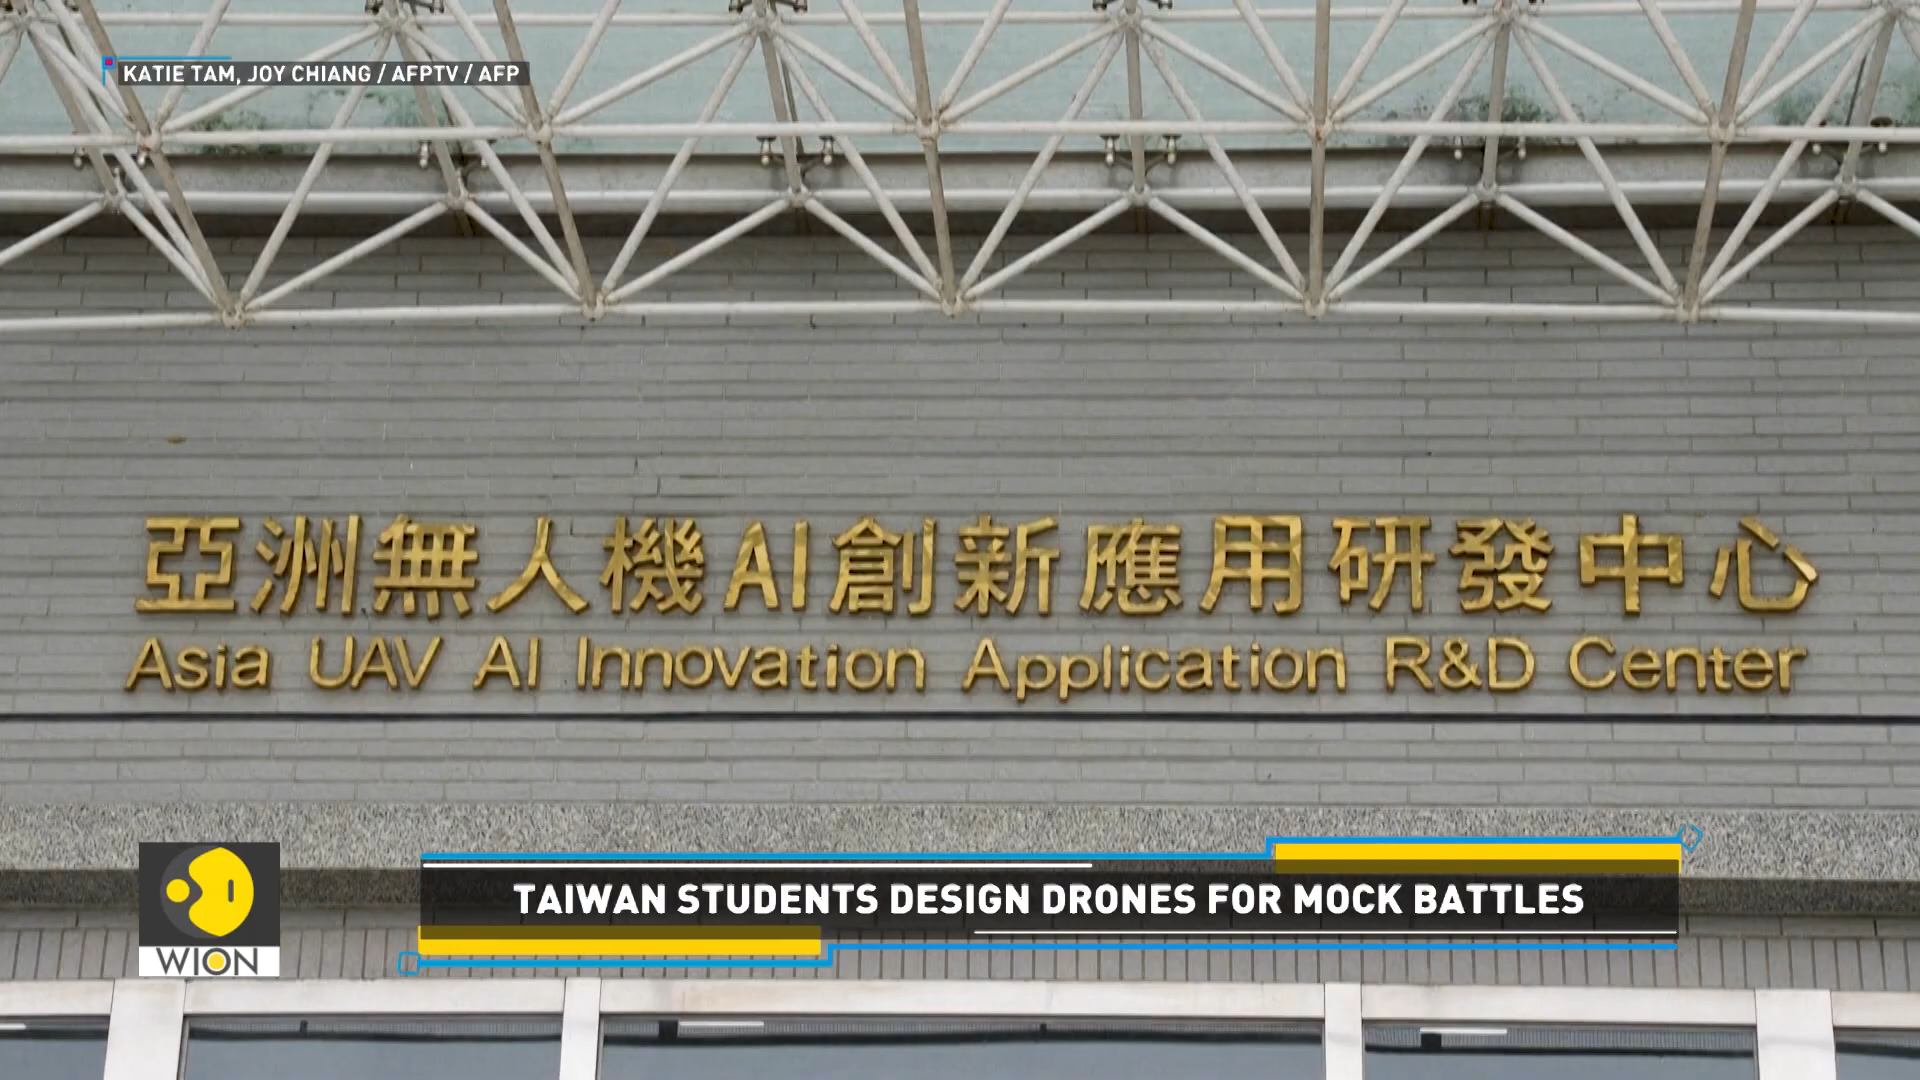 KATIE TAM, JOY CHIANG / AFPTV / AFP
亞洲無人機AI創新應用研發中心
Asia UAV AI Innovation Application R&D Center
TAIWAN STUDENTS DESIGN DRONES FOR MOCK BATTLES
WION